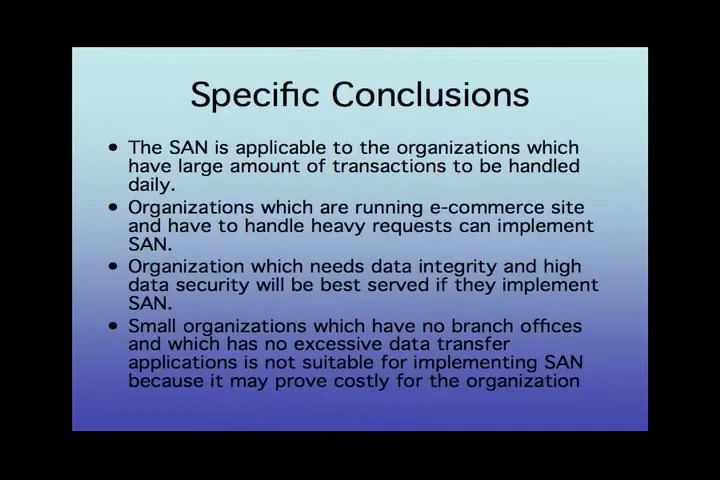 Specific Conclusions
• The SAN is applicable to the organizations which
have large amount of transactions to be handled
daily.
• Organizations which are running e-commerce site
and have to handle heavy requests can implement
SAN.
• Organization which needs data integrity and high
data security will be best served if they implement
SAN.
• Small organizations which have no branch offices
and which has no excessive data transfer
applications is not suitable for implementing SAN
because it may prove costly for the organization